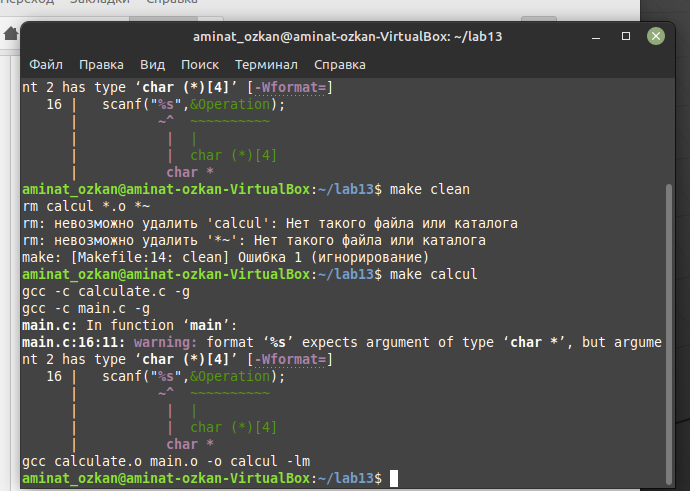 Переход Закладки Справка
aminat_ozkan@aminat-ozkan-VirtualBox: ~/lab13
Файл Правка Вид Поиск Терминал Справка
nt 2 has type ‘char (*)[4]’ [-Wformat=]
   16 |   scanf("%s",&Operation);
      |          ~^  ~~~~~~~~~~
      |           |  |
      |           |  char (*)[4]
      |           char *
aminat_ozkan@aminat-ozkan-VirtualBox:~/lab13$ make clean
rm calcul *.o *~
rm: невозможно удалить 'calcul': Нет такого файла или каталога
rm: невозможно удалить '*~': Нет такого файла или каталога
make: [Makefile:14: clean] Ошибка 1 (игнорирование)
aminat_ozkan@aminat-ozkan-VirtualBox:~/lab13$ make calcul
gcc -c calculate.c -g
gcc -c main.c -g
main.c: In function ‘main’:
main.c:16:11: warning: format ‘%s’ expects argument of type ‘char *’, but argume
nt 2 has type ‘char (*)[4]’ [-Wformat=]
   16 |   scanf("%s",&Operation);
      |          ~^  ~~~~~~~~~~
      |           |  |
      |           |  char (*)[4]
      |           char *
gcc calculate.o main.o -o calcul -lm
aminat_ozkan@aminat-ozkan-VirtualBox:~/lab13$